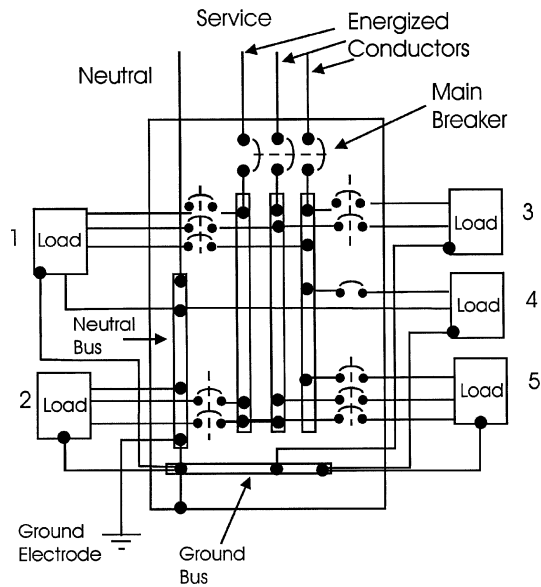 Service
Energized
Conductors
Neutral
Main
Breaker
1
Load
Load
3
Load
4
Neutral
Bus
2
Load
Load
5
Ground
Electrode
Ground
Bus